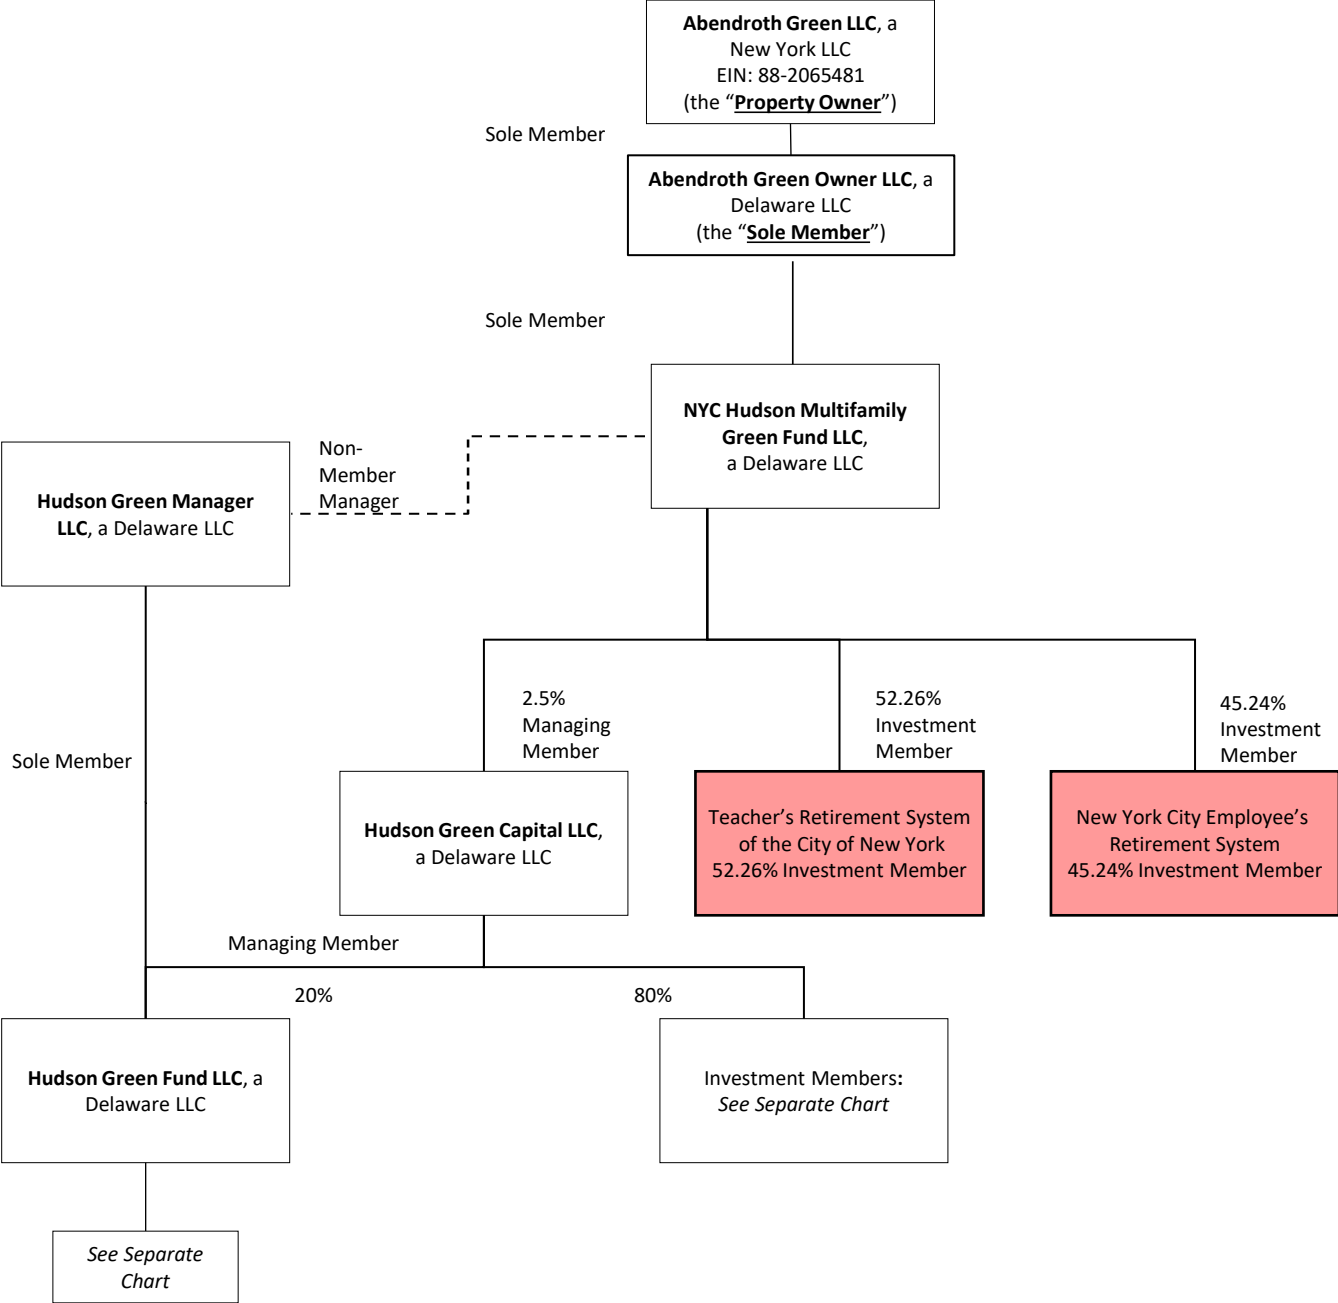 Abendroth Green LLC, a
New York LLC
EIN: 88-2065481
(the “Property Owner”)
Sole Member
Abendroth Green Owner LLC, a
Delaware LLC
(the “Sole Member”)
Sole Member
NYC Hudson Multifamily
Green Fund LLC,
a Delaware LLC
Non-
Member
Manager
Hudson Green Manager
LLC, a Delaware LLC
2.5%
Managing
Member
52.26%
Investment
Member
45.24%
Investment
Member
Sole Member
Hudson Green Capital LLC,
a Delaware LLC
Teacher’s Retirement System
of the City of New York
52.26% Investment Member
New York City Employee’s
Retirement System
45.24% Investment Member
Managing Member
20%
80%
Hudson Green Fund LLC, a
Delaware LLC
Investment Members:
See Separate Chart
See Separate
Chart